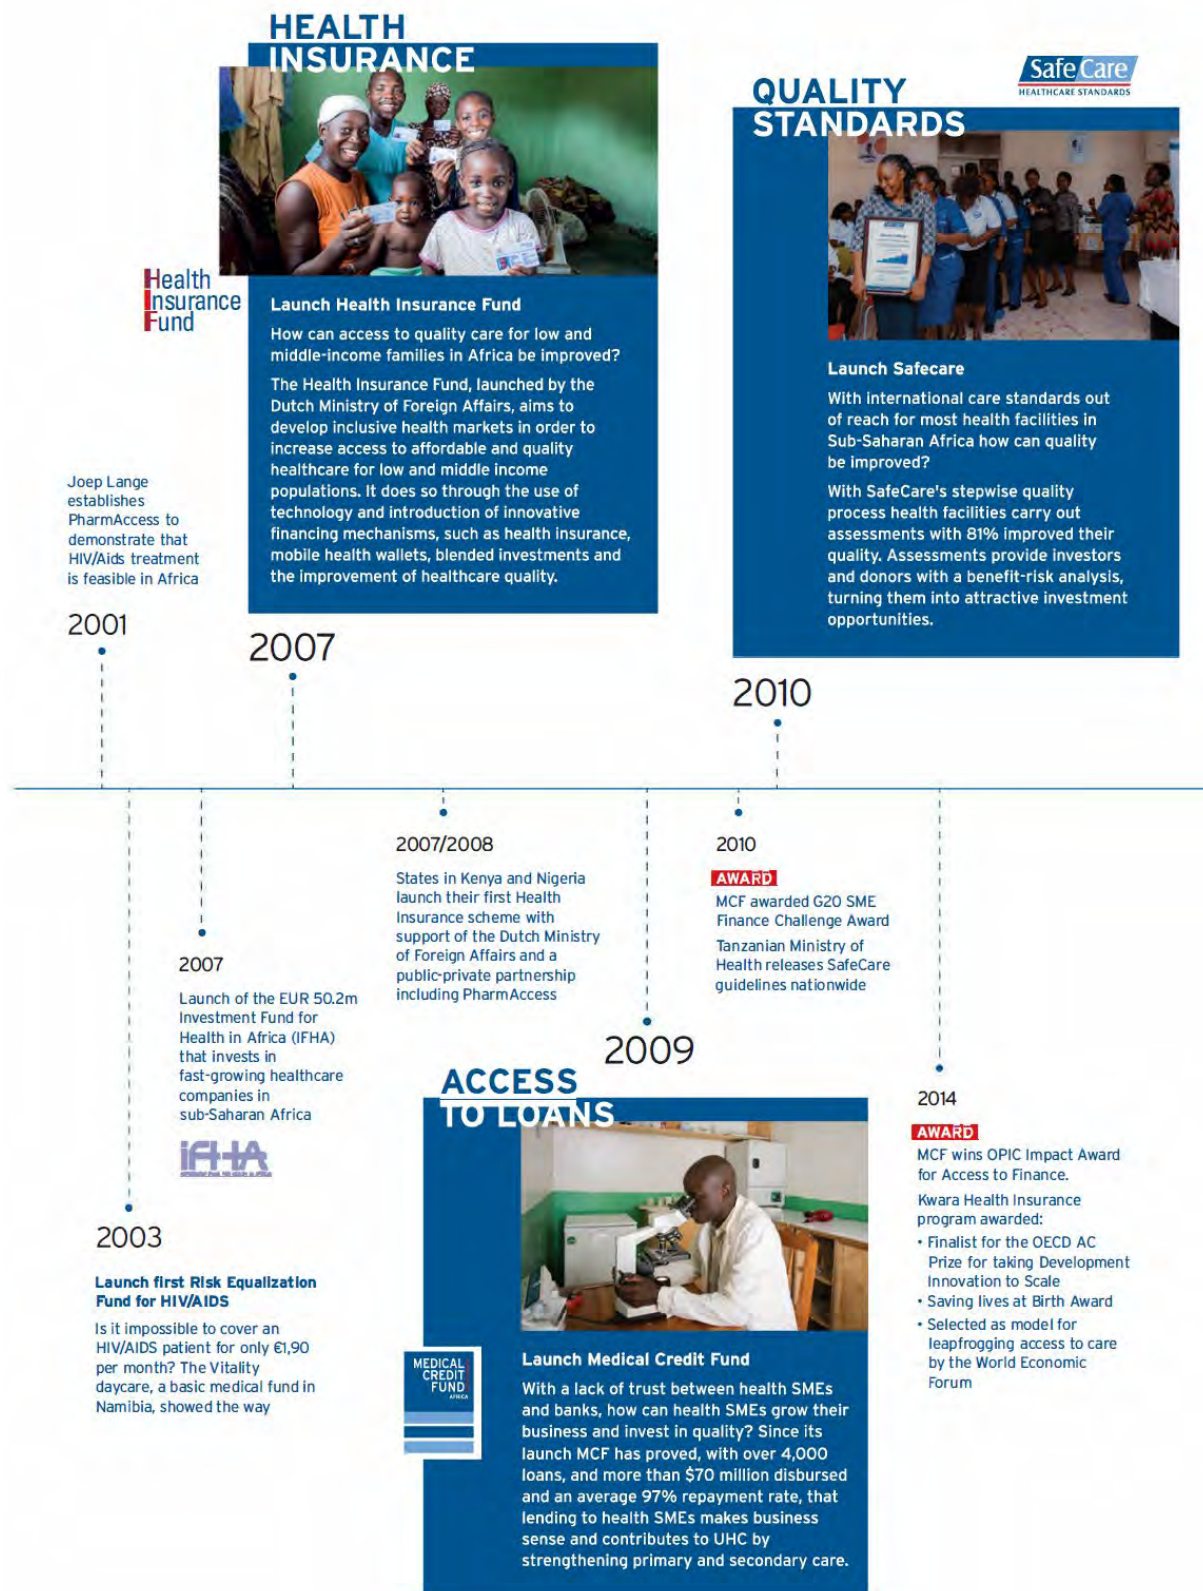 HEALTH
INSURANCE
Health
Insurance
Fund
Launch Health Insurance Fund
How can access to quality care for low and
middle-income families in Africa be improved?
The Health Insurance Fund, launched by the
Dutch Ministry of Foreign Affairs, aims to
develop inclusive health markets in order to
increase access to affordable and quality
healthcare for low and middle income
populations. It does so through the use of
technology and introduction of innovative
financing mechanisms, such as health insurance,
mobile health wallets, blended investments and
the improvement of healthcare quality.
SafeCare
HEALTHCARE STANDARDS
QUALITY
STANDARDS
Launch Safecare
With international care standards out
of reach for most health facilities in
Sub-Saharan Africa how can quality
be improved?
With SafeCare's stepwise quality
process health facilities carry out
assessments with 81% improved their
quality. Assessments provide investors
and donors with a benefit-risk analysis,
turning them into attractive investment
opportunities.
Joep Lange
establishes
PharmAccess to
demonstrate that
HIV/Aids treatment
is feasible in Africa
2001
2007
2010
2007/2008
States in Kenya and Nigeria
launch their first Health
Insurance scheme with
support of the Dutch Ministry
of Foreign Affairs and a
public-private partnership
including PharmAccess
2010
AWARD
MCF awarded G20 SME
Finance Challenge Award
Tanzanian Ministry of
Health releases SafeCare
guidelines nationwide
2007
Launch of the EUR 50.2m
Investment Fund for
Health in Africa (IFHA)
that invests in
fast-growing healthcare
companies in
sub-Saharan Africa
iFHA
2003
Launch first Risk Equalization
Fund for HIV/AIDS
Is it impossible to cover an
HIV/AIDS patient for only €1,90
per month? The Vitality
daycare, a basic medical fund in
Namibia, showed the way
2009
ACCESS
TO LOANS
MEDICAL
CREDIT
FUND
AFRICA
Launch Medical Credit Fund
With a lack of trust between health SMEs
and banks, how can health SMEs grow their
business and invest in quality? Since its
launch MCF has proved, with over 4,000
loans, and more than $70 million disbursed
and an average 97% repayment rate, that
lending to health SMEs makes business
sense and contributes to UHC by
strengthening primary and secondary care.
2014
AWARD
MCF wins OPIC Impact Award
for Access to Finance.
Kwara Health Insurance
program awarded:
• Finalist for the OECD AC
Prize for taking Development
Innovation to Scale
• Saving lives at Birth Award
• Selected as model for
leapfrogging access to care
by the World Economic
Forum